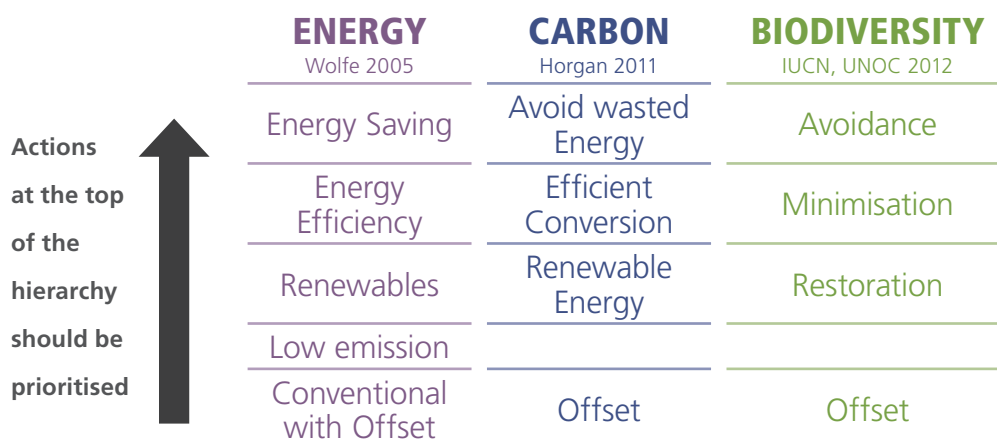 ENERGY
Wolfe 2005
CARBON
Horgan 2011
BIODIVERSITY
IUCN, UNOC 2012
Actions
at the top
of the
hierarchy
should be
prioritised
Energy Saving
Avoid wasted
Energy
Avoidance
Energy
Efficiency
Efficient
Conversion
Minimisation
Renewables
Renewable
Energy
Restoration
Low emission
Conventional
with Offset
Offset
Offset